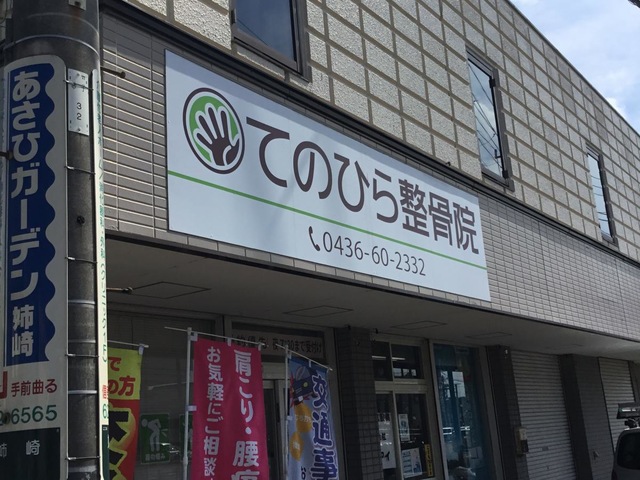 てのひら整骨院
0436-60-2332
あさひガーデン姉崎
手前曲る
6565
姉崎
肩こり・腰痛
お気軽にご相談
交通事
の方
32